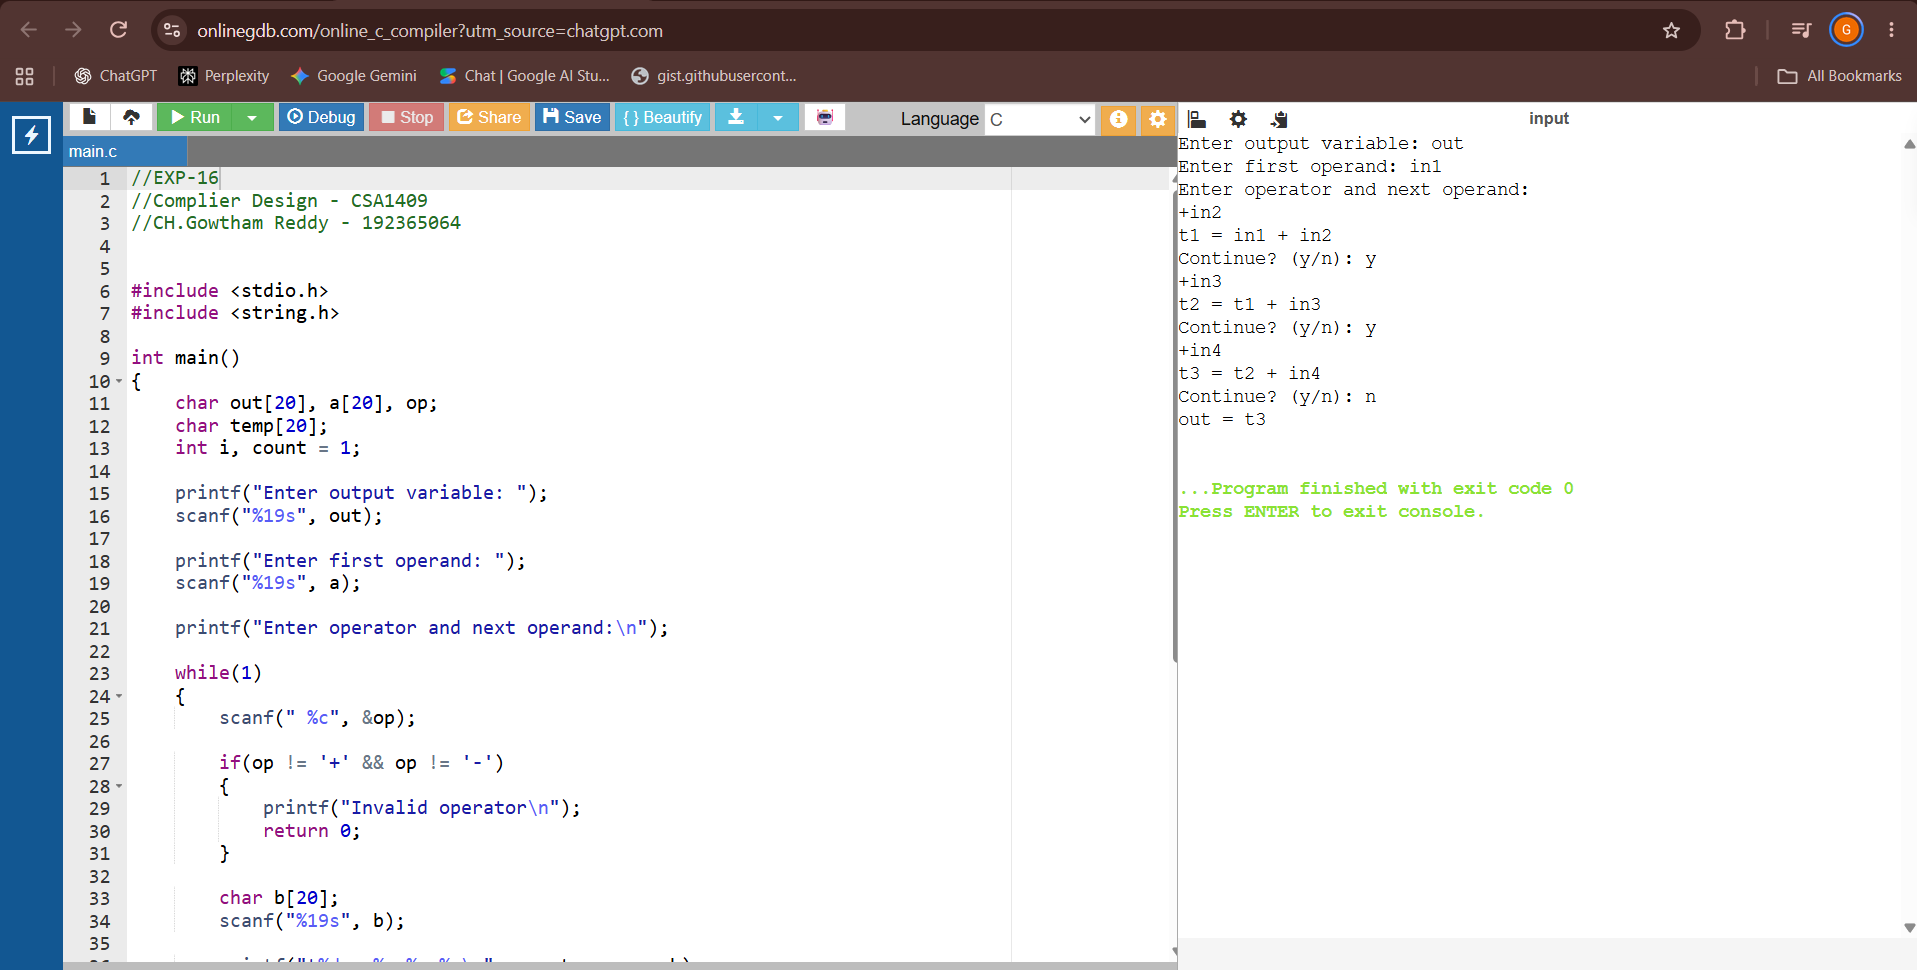 onlinegdb.com/online_c_compiler?utm_source=chatgpt.com
G
ChatGPT
Perplexity
Google Gemini
Chat | Google AI Stu...
gist.githubusercont...
All Bookmarks
Run
Debug
Stop
Share
Save
{ } Beautify
Language
C
main.c
1 //EXP-16
2 //Complier Design - CSA1409
3 //CH.Gowtham Reddy - 192365064
4
5
6 #include <stdio.h>
7 #include <string.h>
8
9 int main()
10 {
11 char out[20], a[20], op;
12 char temp[20];
13 int i, count = 1;
14
15 printf("Enter output variable: ");
16 scanf("%19s", out);
17
18 printf("Enter first operand: ");
19 scanf("%19s", a);
20
21 printf("Enter operator and next operand:\n");
22
23 while(1)
24 {
25 scanf(" %c", &op);
26
27 if(op != '+' && op != '-')
28 {
29 printf("Invalid operator\n");
30 return 0;
31 }
32
33 char b[20];
34 scanf("%19s", b);
35
input
Enter output variable: out
Enter first operand: in1
Enter operator and next operand:
+in2
t1 = in1 + in2
Continue? (y/n): y
+in3
t2 = t1 + in3
Continue? (y/n): y
+in4
t3 = t2 + in4
Continue? (y/n): n
out = t3
...Program finished with exit code 0
Press ENTER to exit console.